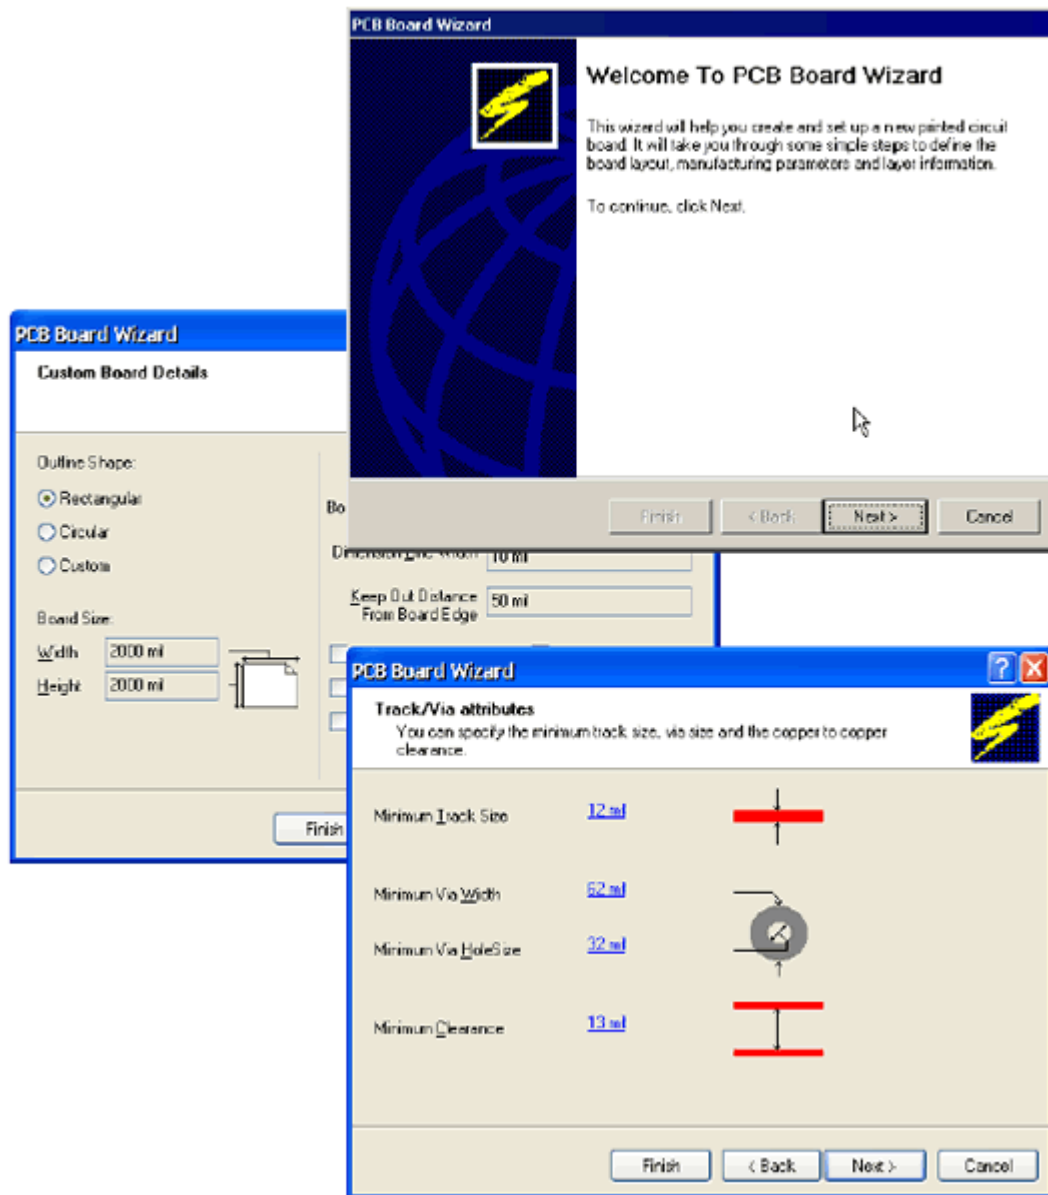 PCB Board Wizard
Welcome To PCB Board Wizard
This wizard will help you create and set up a new printed circuit
board. It will take you through some simple steps to define the
board layout, manufacturing parameters and layer information.
To continue, click Next.
Finish
< Back
Next >
Cancel
PCB Board Wizard
Custom Board Details
Outline Shape:
Rectangular
Circular
Custom
Board Size:
Width 2000 mil
Height 2000 mil
Bo
Dimension Line Width 10 mil
Keep Out Distance
From Board Edge 50 mil
Finish
PCB Board Wizard
Track/Via attributes
You can specify the minimum track size, via size and the copper to copper
clearance.
Minimum Track Size 12 mil
Minimum Via Width 62 mil
Minimum Via HoleSize 32 mil
Minimum Clearance 13 mil
Finish
< Back
Next >
Cancel